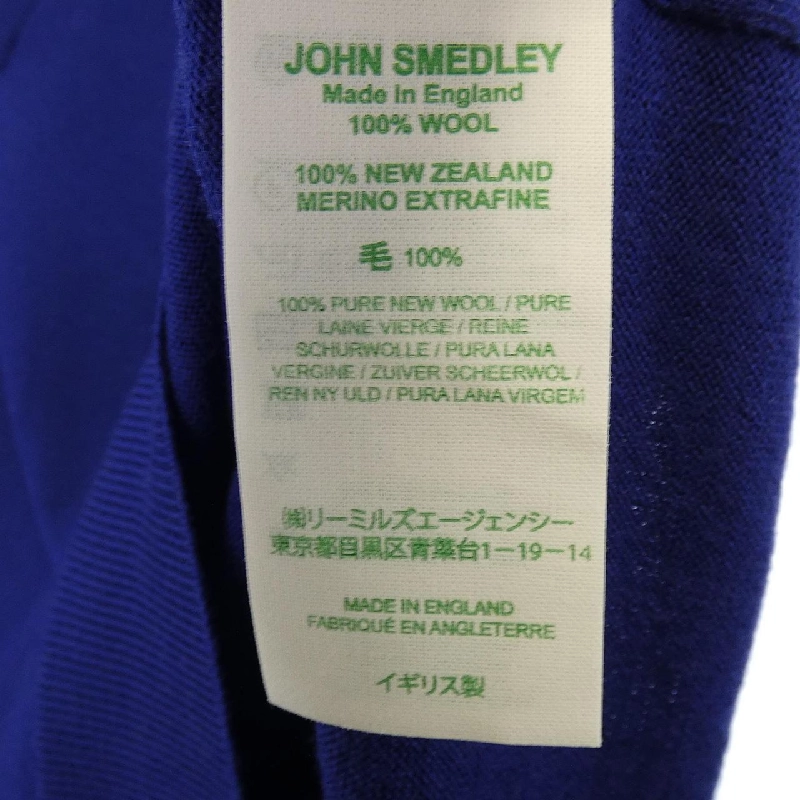 JOHN SMEDLEY
Made in England
100% WOOL
100% NEW ZEALAND
MERINO EXTRAFINE
毛 100%
100% PURE NEW WOOL / PURE
LAINE VIERGE / REINE
SCHURWOLLE / PURA LANA
VERGINE / ZUIVER SCHEERWOL /
REN NY ULD / PURA LANA VIRGEM
㈱リーミルズエージェンシー
東京都目黒区青葉台1-19-14
MADE IN ENGLAND
FABRIQUÉ EN ANGLETERRE
イギリス製